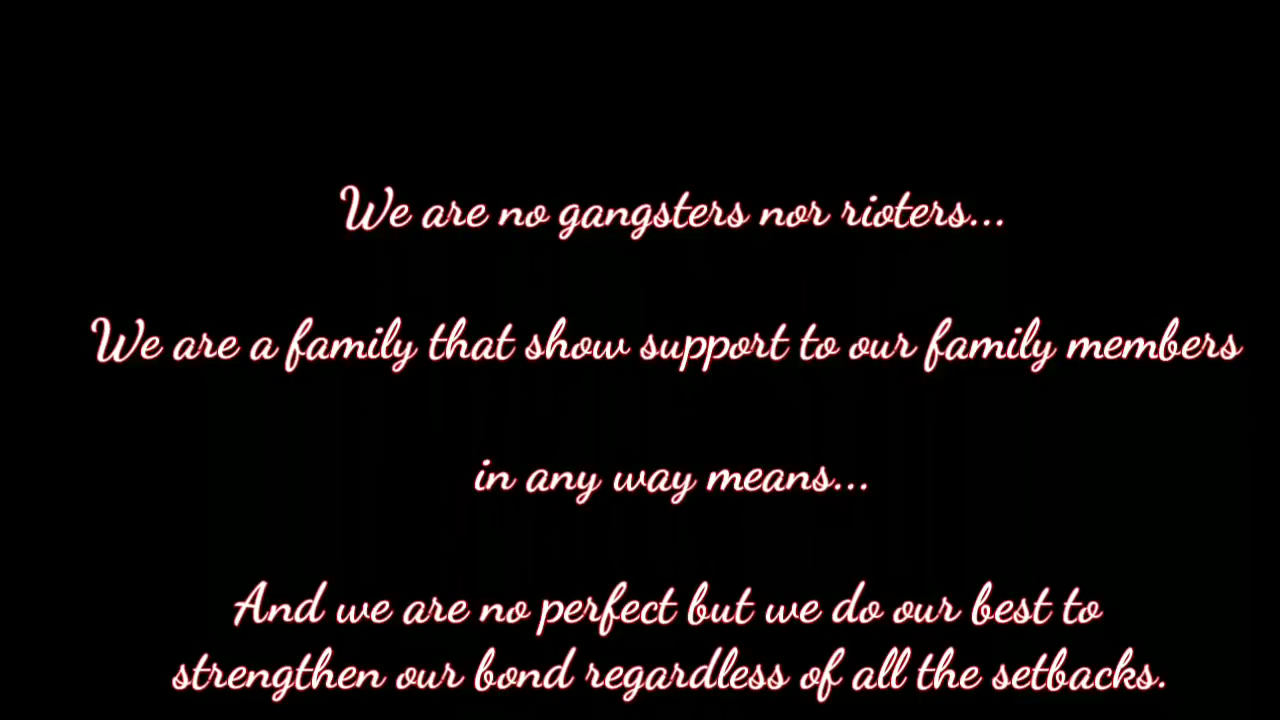 We are no gangsters nor rioters...
We are a family that show support to our family members
in any way means...
And we are no perfect but we do our best to
strengthen our bond regardless of all the setbacks.